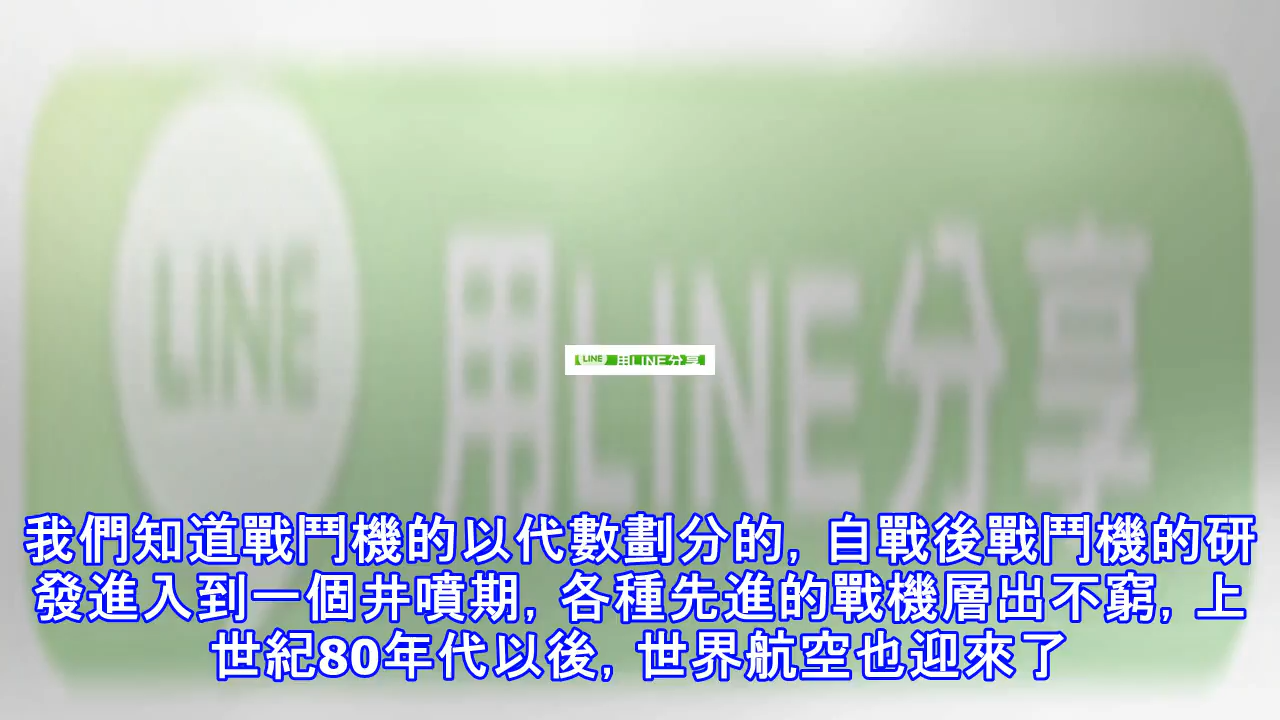 LINE
用LINE分享
LINE 用LINE分享
我們知道戰鬥機的以代數劃分的, 自戰後戰鬥機的研
發進入到一個井噴期, 各種先進的戰機層出不窮, 上
世紀80年代以後, 世界航空也迎來了